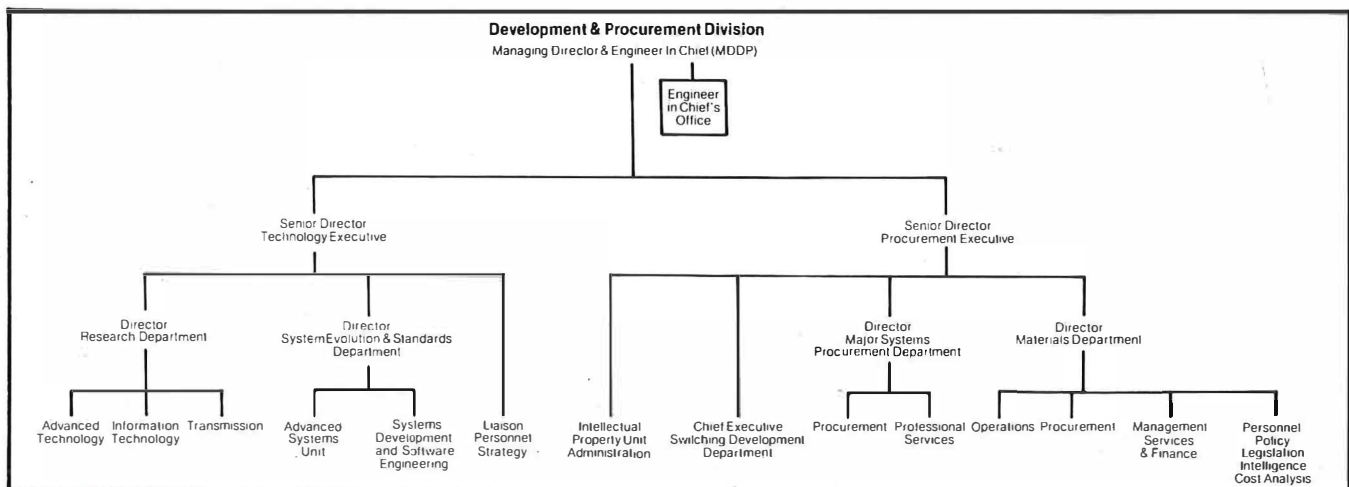 Development & Procurement Division
Managing Director & Engineer In Chief (MDDP)
Engineer
in Chief's
Office
Senior Director
Technology Executive
Senior Director
Procurement Executive
Director
Research Department
Director
System Evolution & Standards
Department
Director
Major Systems
Procurement Department
Director
Materials Department
Advanced
Technology
Information
Technology
Transmission
Advanced
Systems
Unit
Systems
Development
and Software
Engineering
Liaison
Personnel
Strategy
Intellectual
Property Unit
Administration
Chief Executive
Switching Development
Department
Procurement
Professional
Services
Operations
Procurement
Management
Services
& Finance
Personnel
Policy
Legislation
Intelligence
Cost Analysis